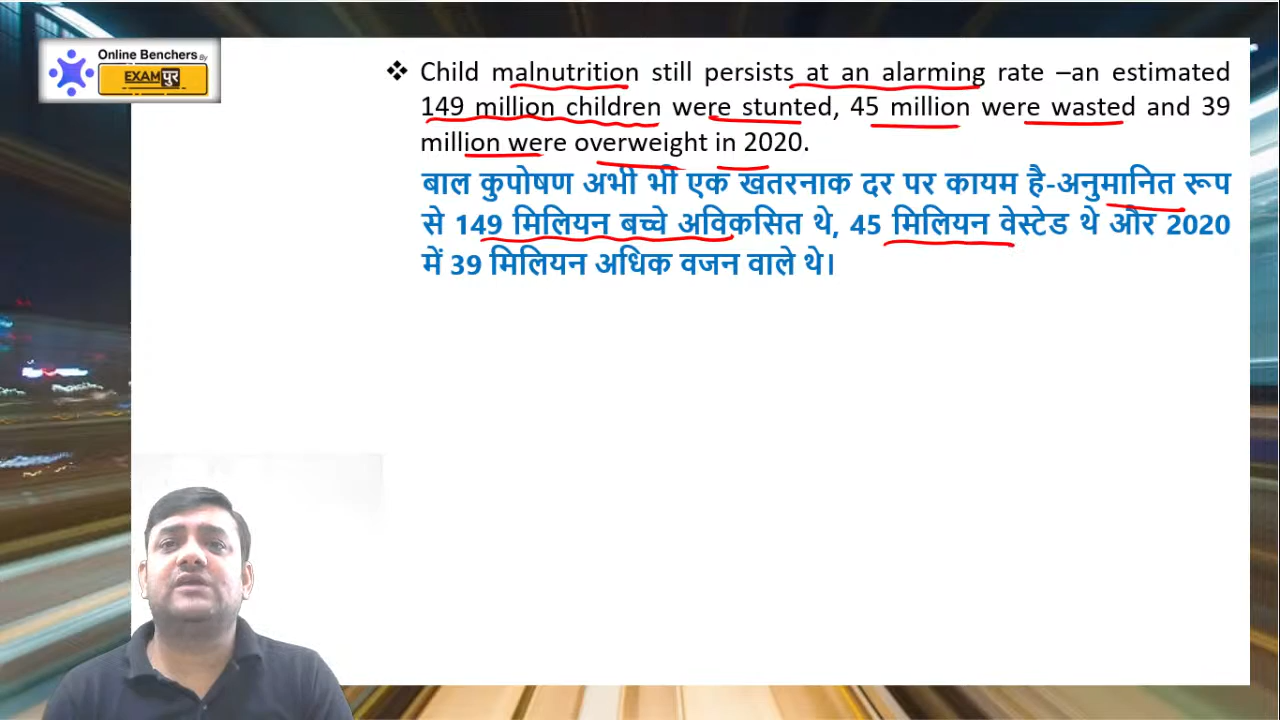 Online Benchers By
EXAMपुर
❖ Child malnutrition still persists at an alarming rate –an estimated
149 million children were stunted, 45 million were wasted and 39
million were overweight in 2020.
बाल कुपोषण अभी भी एक खतरनाक दर पर कायम है-अनुमानित रूप
से 149 मिलियन बच्चे अविकसित थे, 45 मिलियन वेस्टेड थे और 2020
में 39 मिलियन अधिक वजन वाले थे।